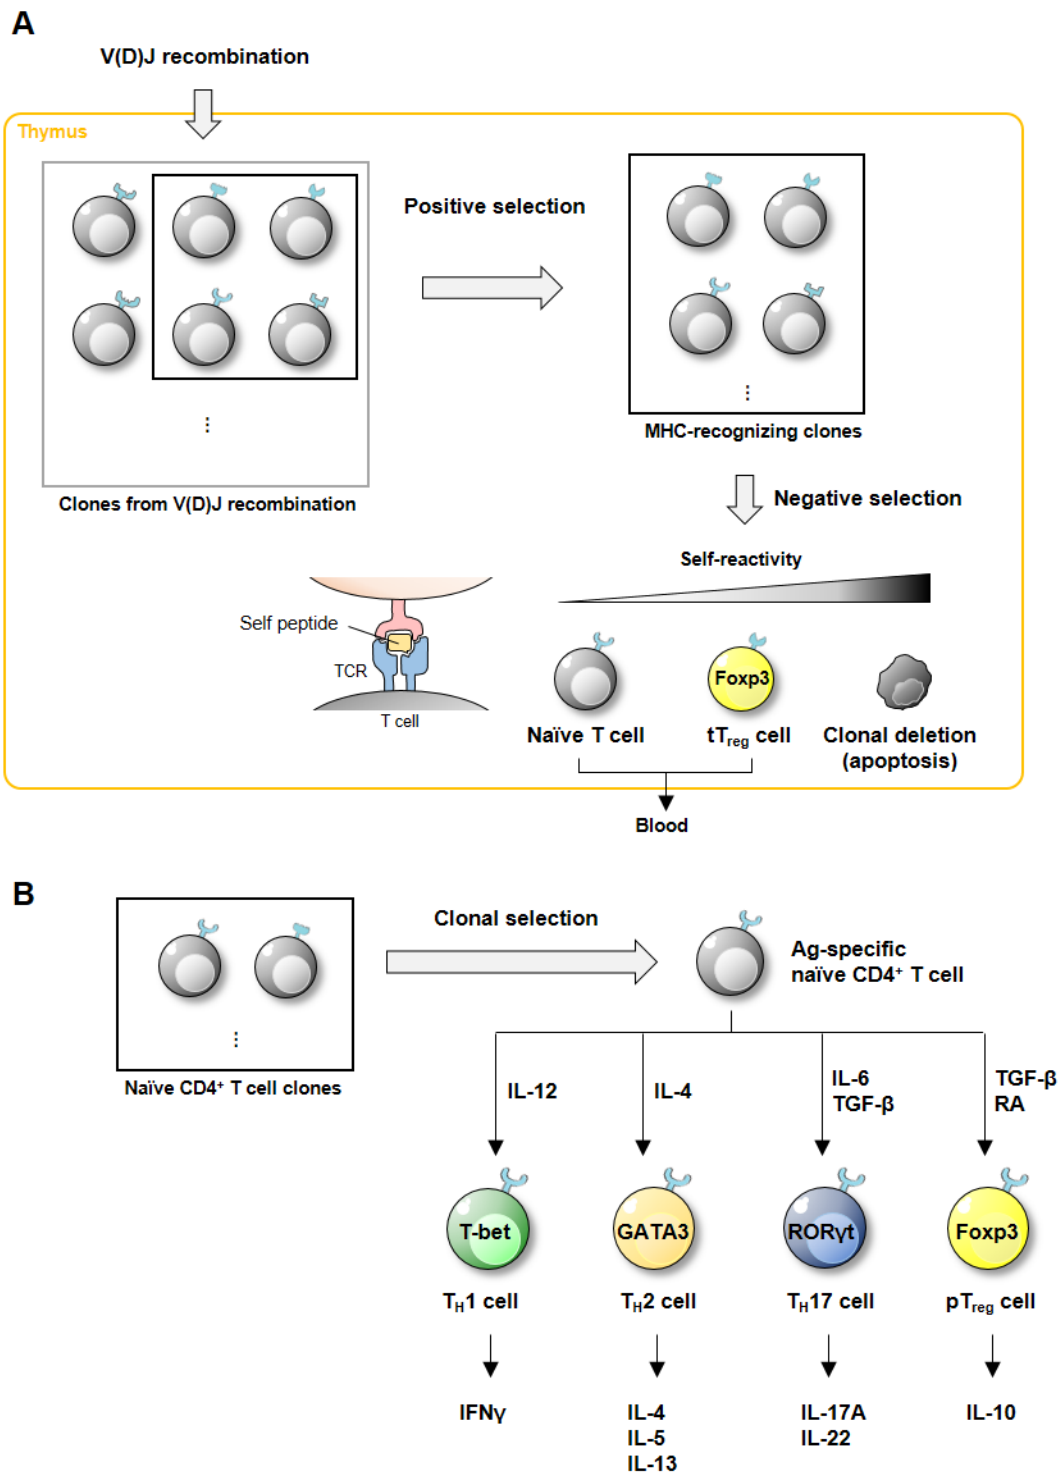 A
V(D)J recombination
Thymus
Positive selection
⋮
⋮
MHC-recognizing clones
Clones from V(D)J recombination
Negative selection
Self-reactivity
Self peptide
TCR
T cell
Foxp3
Naïve T cell
tTreg cell
Clonal deletion
(apoptosis)
Blood
B
Clonal selection
Ag-specific
naïve CD4⁺ T cell
⋮
Naïve CD4⁺ T cell clones
IL-12
IL-4
IL-6
TGF-β
TGF-β
RA
T-bet
GATA3
RORγt
Foxp3
TH1 cell
TH2 cell
TH17 cell
pTreg cell
IFNγ
IL-4
IL-5
IL-13
IL-17A
IL-22
IL-10